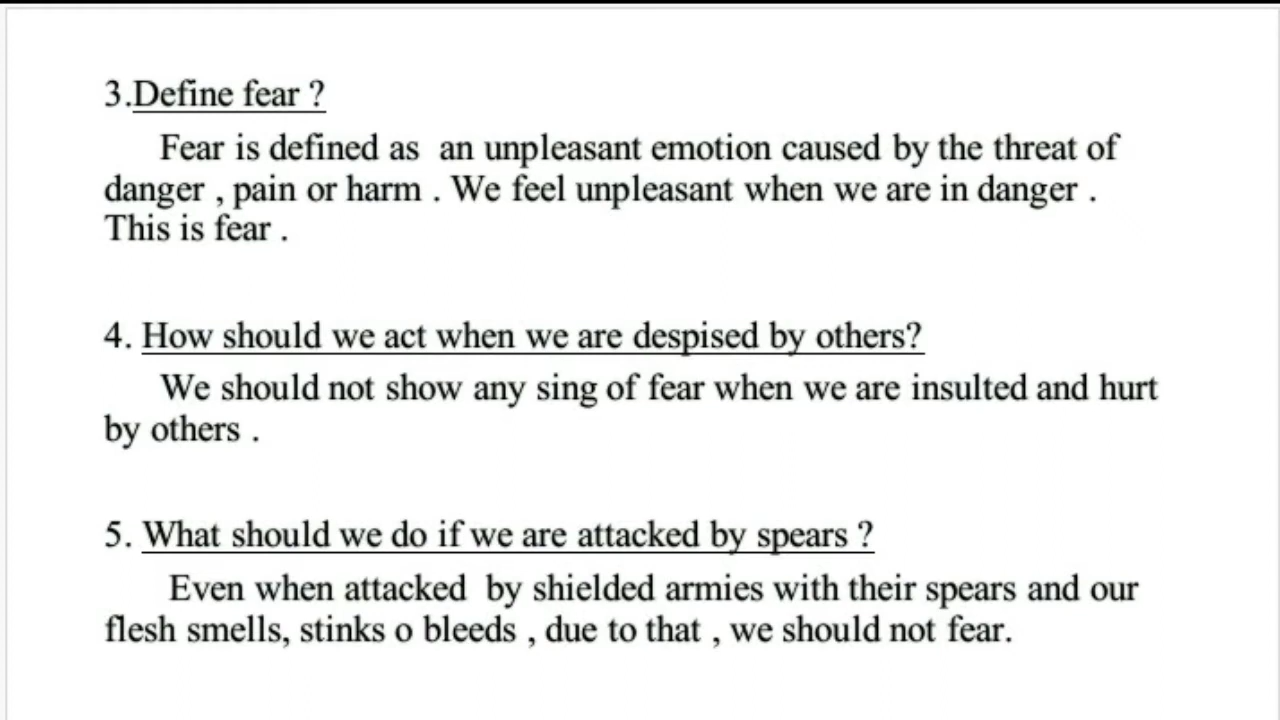 3.Define fear ?
Fear is defined as an unpleasant emotion caused by the threat of
danger , pain or harm . We feel unpleasant when we are in danger .
This is fear .
4. How should we act when we are despised by others?
We should not show any sing of fear when we are insulted and hurt
by others .
5. What should we do if we are attacked by spears ?
Even when attacked by shielded armies with their spears and our
flesh smells, stinks o bleeds , due to that , we should not fear.